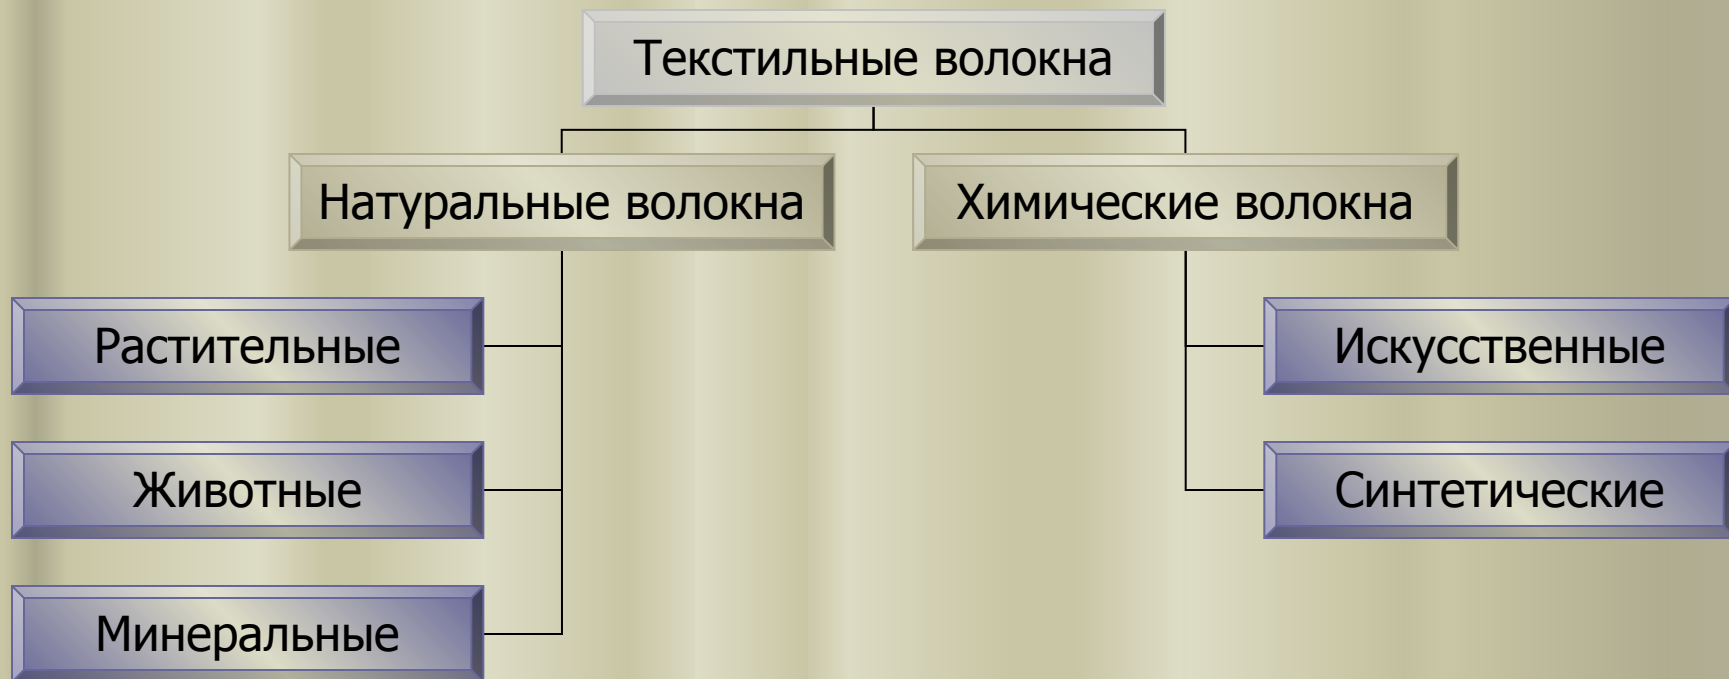 Текстильные волокна
Натуральные волокна
Химические волокна
Растительные
Искусственные
Животные
Синтетические
Минеральные